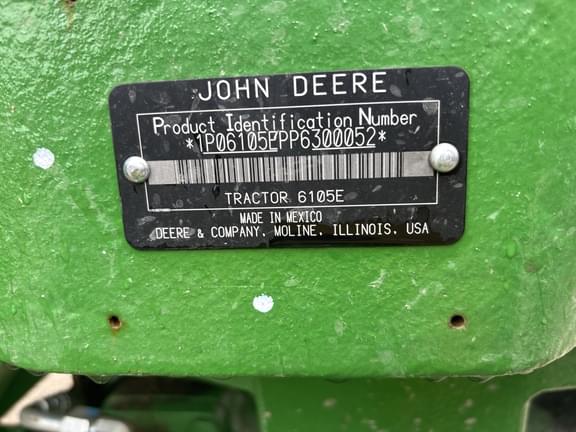 JOHN DEERE
Product Identification Number
*1P06105EPP6300052*
TRACTOR 6105E
MADE IN MEXICO
DEERE & COMPANY, MOLINE, ILLINOIS, USA